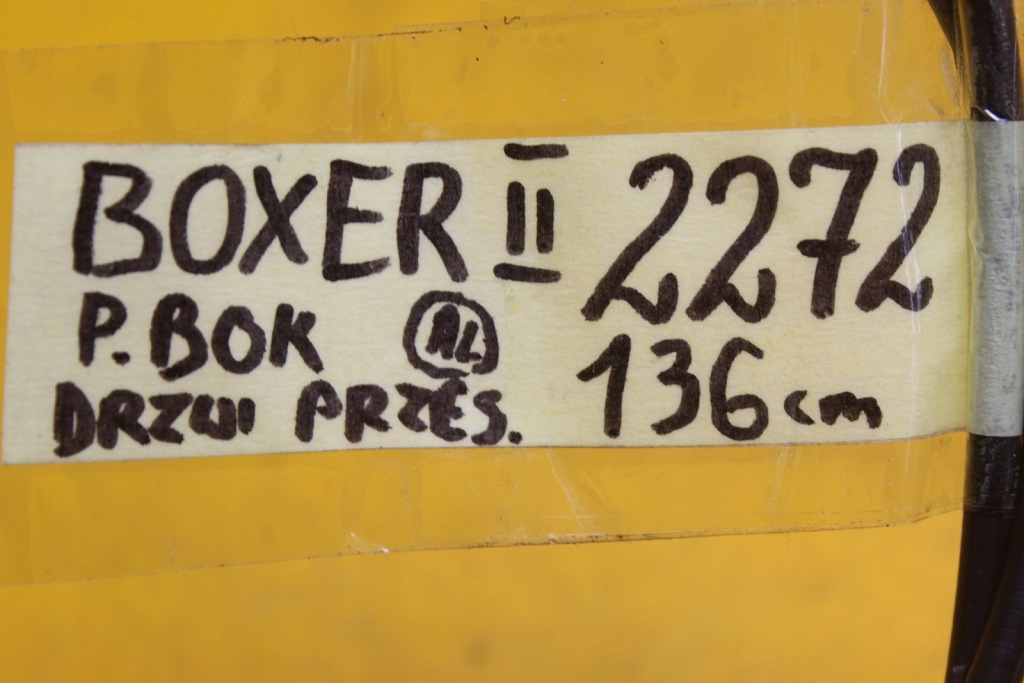 BOXER II 2272
P. BOK AL 136cm
DRZWI PRZES.